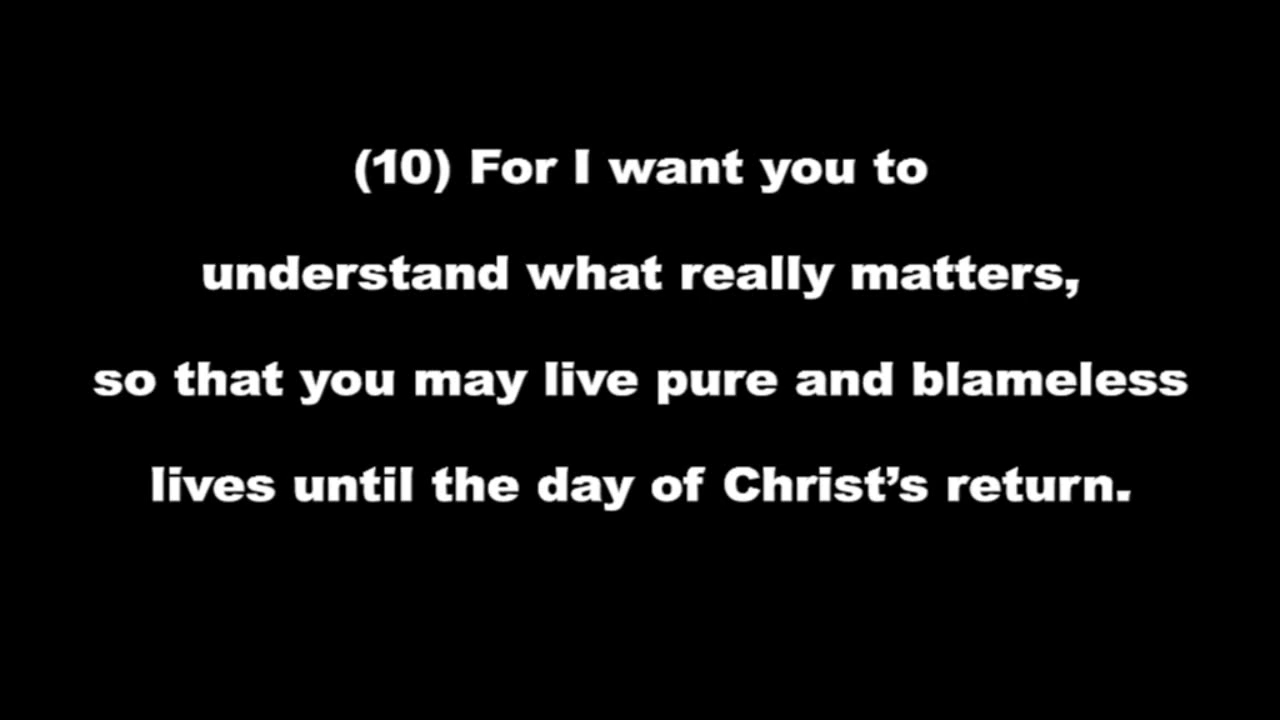 (10) For I want you to
understand what really matters,
so that you may live pure and blameless
lives until the day of Christ’s return.